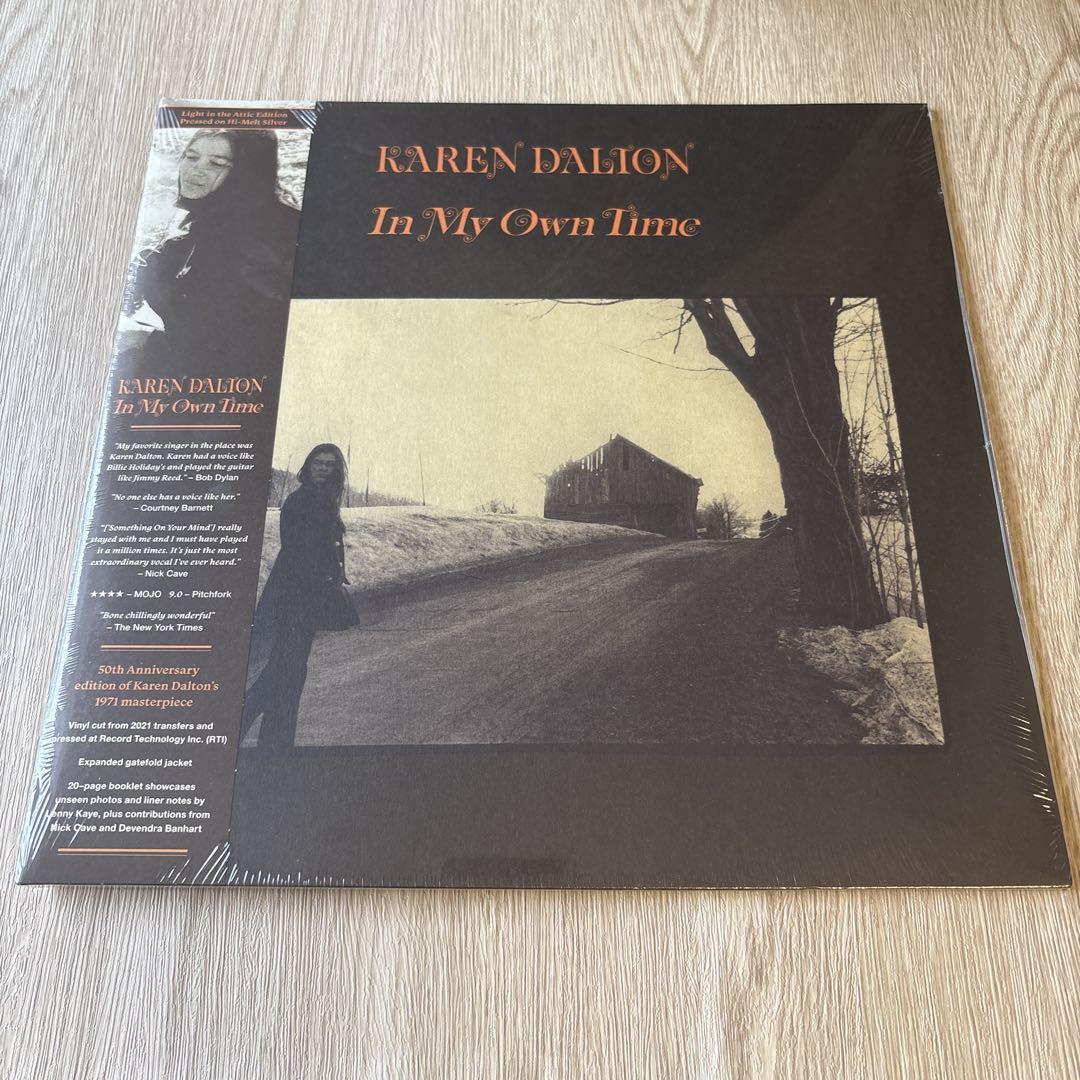 Light in the Attic Edition
Pressed on Hi-Melt Silver
KAREN DALTON
In My Own Time
KAREN DALTON
In My Own Time
"My favorite singer in the place was
Karen Dalton. Karen had a voice like
Billie Holiday's and played the guitar
like Jimmy Reed." – Bob Dylan
"No one else has a voice like her."
– Courtney Barnett
"['Something On Your Mind'] really
stayed with me and I must have played
it a million times. It's just the most
extraordinary vocal I've ever heard."
– Nick Cave
★★★★ – MOJO 9.0 – Pitchfork
"Bone chillingly wonderful"
– The New York Times
50th Anniversary
edition of Karen Dalton's
1971 masterpiece
Vinyl cut from 2021 transfers and
pressed at Record Technology Inc. (RTI)
Expanded gatefold jacket
20-page booklet showcases
unseen photos and liner notes by
Lenny Kaye, plus contributions from
Nick Cave and Devendra Banhart